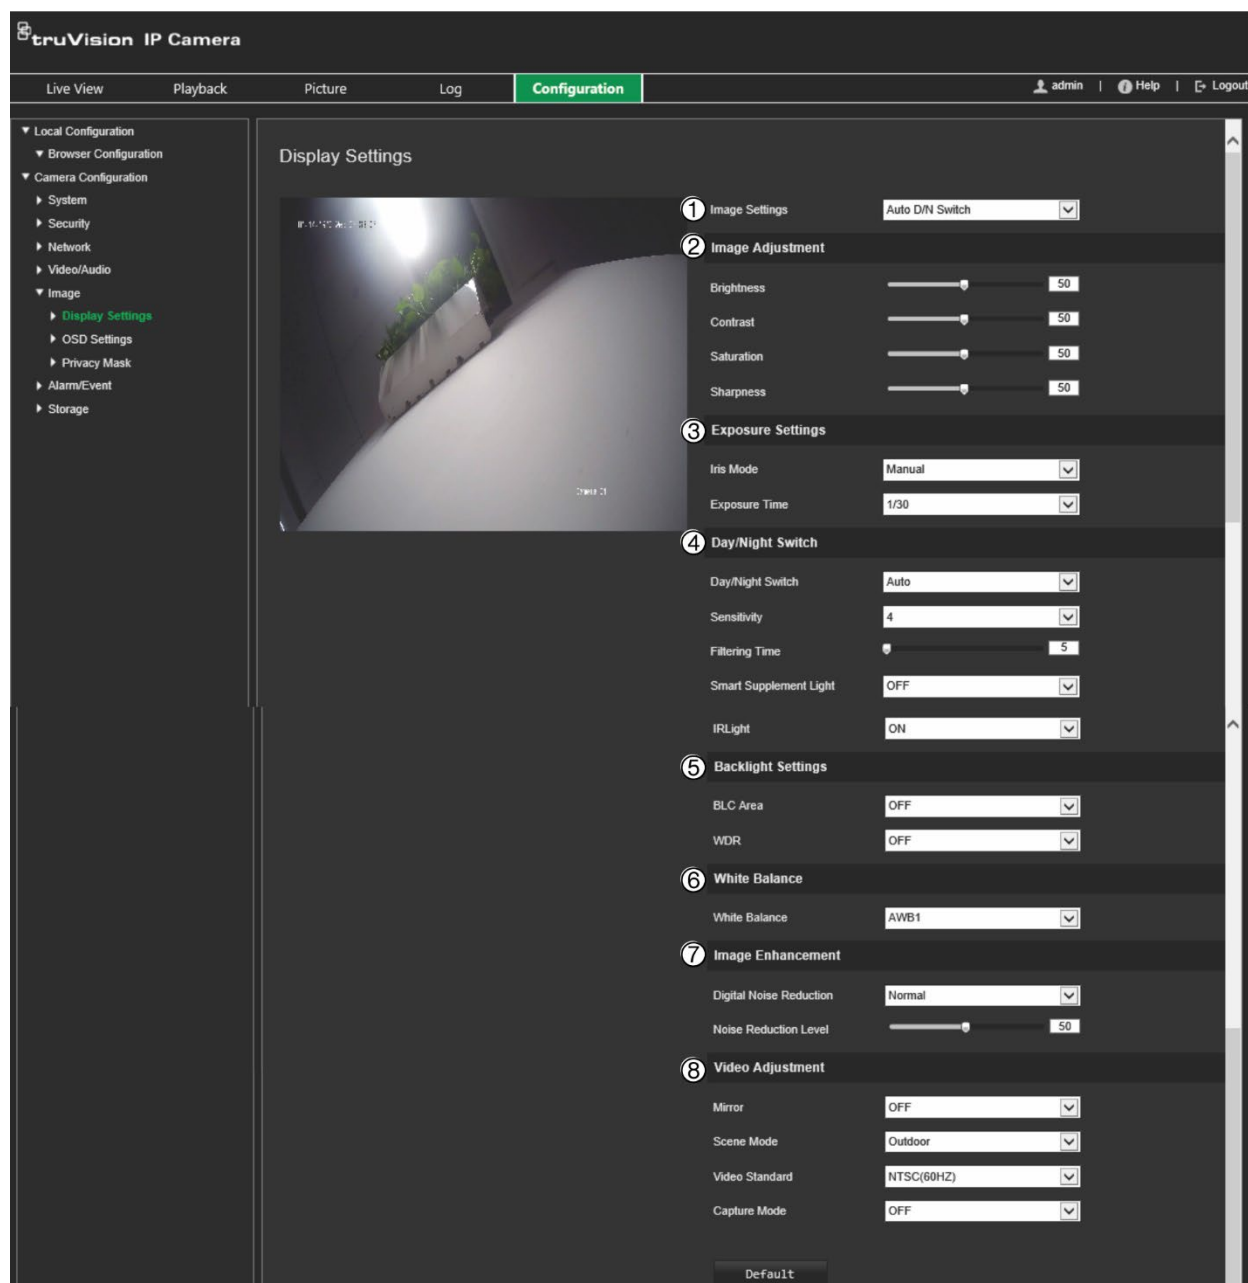 truVision IP Camera
Live View Playback Picture Log Configuration admin | Help | Logout
Local Configuration
Browser Configuration
Camera Configuration
System
Security
Network
Video/Audio
Image
Display Settings
OSD Settings
Privacy Mask
Alarm/Event
Storage
Display Settings
1 Image Settings Auto D/N Switch
2 Image Adjustment
Brightness 50
Contrast 50
Saturation 50
Sharpness 50
3 Exposure Settings
Iris Mode Manual
Exposure Time 1/30
4 Day/Night Switch
Day/Night Switch Auto
Sensitivity 4
Filtering Time 5
Smart Supplement Light OFF
IRLight ON
5 Backlight Settings
BLC Area OFF
WDR OFF
6 White Balance
White Balance AWB1
7 Image Enhancement
Digital Noise Reduction Normal
Noise Reduction Level 50
8 Video Adjustment
Mirror OFF
Scene Mode Outdoor
Video Standard NTSC(60HZ)
Capture Mode OFF
Default